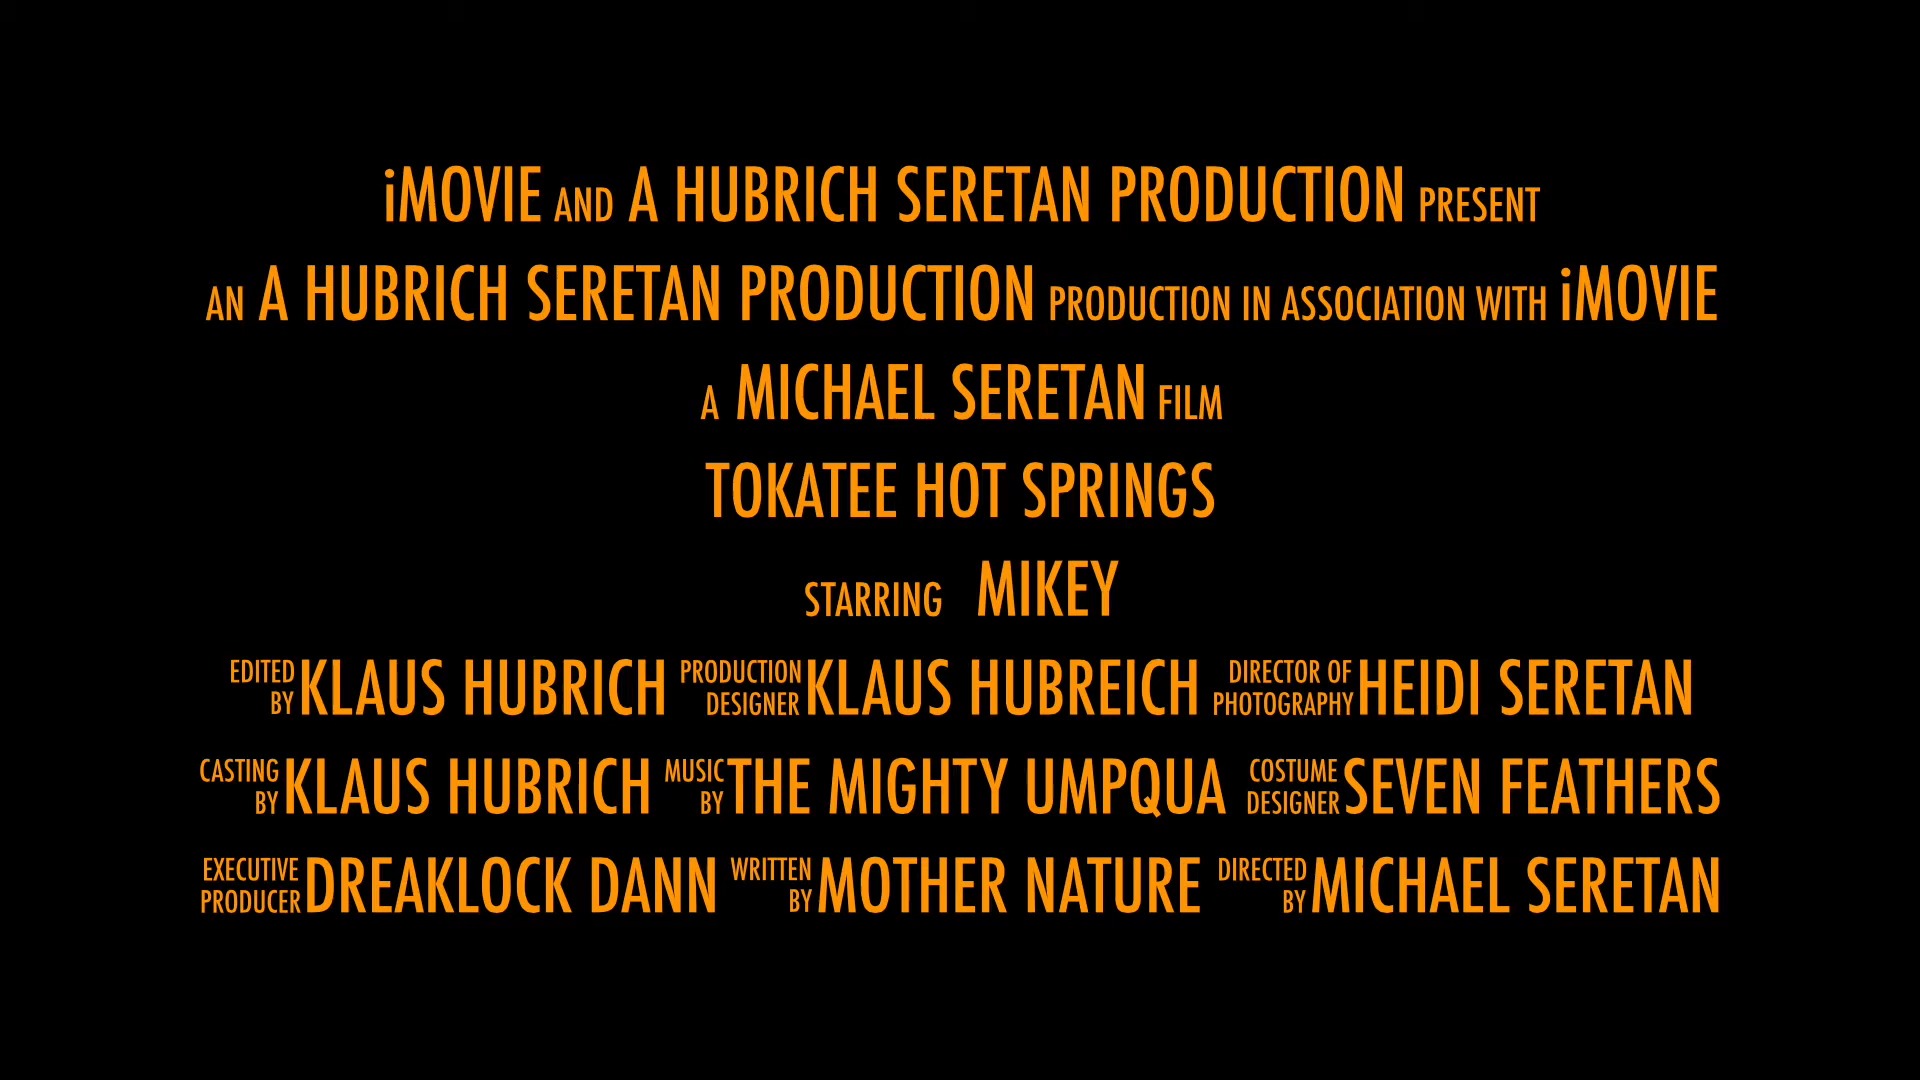 iMOVIE AND A HUBRICH SERETAN PRODUCTION PRESENT
AN A HUBRICH SERETAN PRODUCTION PRODUCTION IN ASSOCIATION WITH iMOVIE
A MICHAEL SERETAN FILM
TOKATEE HOT SPRINGS
STARRING MIKEY
EDITED BY KLAUS HUBRICH PRODUCTION DESIGNER KLAUS HUBREICH DIRECTOR OF PHOTOGRAPHY HEIDI SERETAN
CASTING BY KLAUS HUBRICH MUSIC BY THE MIGHTY UMPQUA COSTUME DESIGNER SEVEN FEATHERS
EXECUTIVE PRODUCER DREAKLOCK DANN WRITTEN BY MOTHER NATURE DIRECTED BY MICHAEL SERETAN